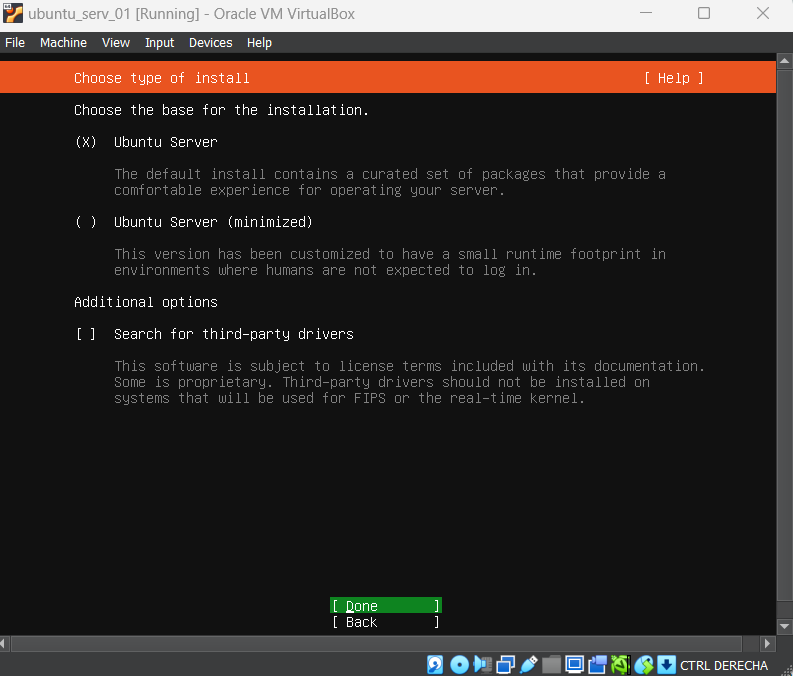 ubuntu_serv_01 [Running] - Oracle VM VirtualBox
File Machine View Input Devices Help
Choose type of install [ Help ]
Choose the base for the installation.
(X) Ubuntu Server
The default install contains a curated set of packages that provide a
comfortable experience for operating your server.
( ) Ubuntu Server (minimized)
This version has been customized to have a small runtime footprint in
environments where humans are not expected to log in.
Additional options
[ ] Search for third-party drivers
This software is subject to license terms included with its documentation.
Some is proprietary. Third-party drivers should not be installed on
systems that will be used for FIPS or the real-time kernel.
[ Done ]
[ Back ]
CTRL DERECHA